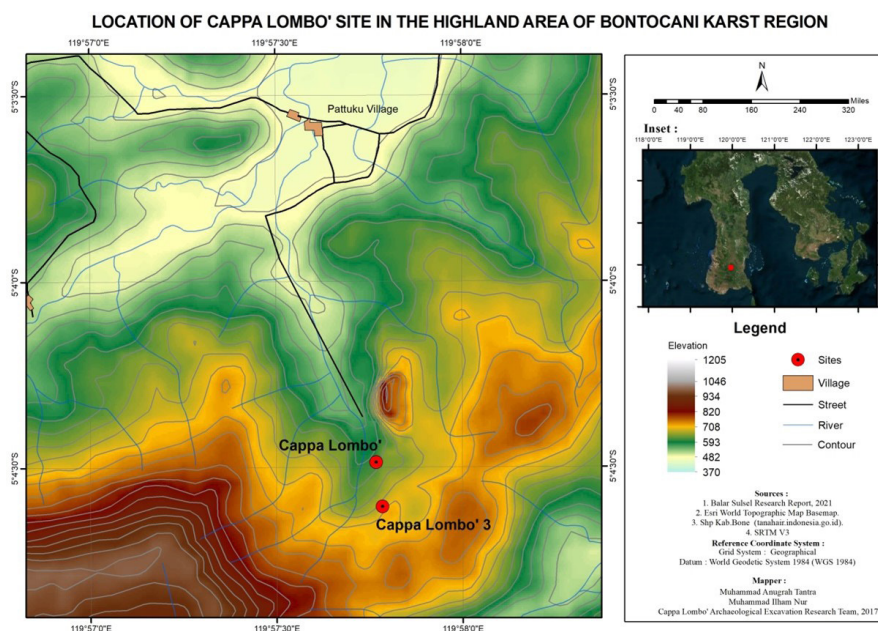 LOCATION OF CAPPA LOMBO' SITE IN THE HIGHLAND AREA OF BONTOCANI KARST REGION
119°57'0"E 119°57'30"E 119°58'0"E
5°3'30"S 5°3'30"S
Pattuku Village
5°4'0"S 5°4'0"S
Cappa Lombo'
5°4'30"S 5°4'30"S
Cappa Lombo' 3
119°57'0"E 119°57'30"E 119°58'0"E
N
Miles
0 20 40 80 160 240 320
Inset :
118°0'0"E 119°0'0"E 120°0'0"E 121°0'0"E 122°0'0"E 123°0'0"E
Legend
Elevation
1205
1046
934
820
708
593
482
370
Sites
Village
Street
River
Contour
Sources :
1. Balar Sulsel Research Report, 2021
2. Esri World Topographic Map Basemap.
3. Shp Kab.Bone (tanahair.indonesia.go.id).
4. SRTM V3
Reference Coordinate System :
Grid System : Geographical
Datum : World Geodetic System 1984 (WGS 1984)
Mapper :
Muhammad Anugrah Tantra
Muhammad Ilham Nur
Cappa Lombo' Archaeological Excavation Research Team, 2017